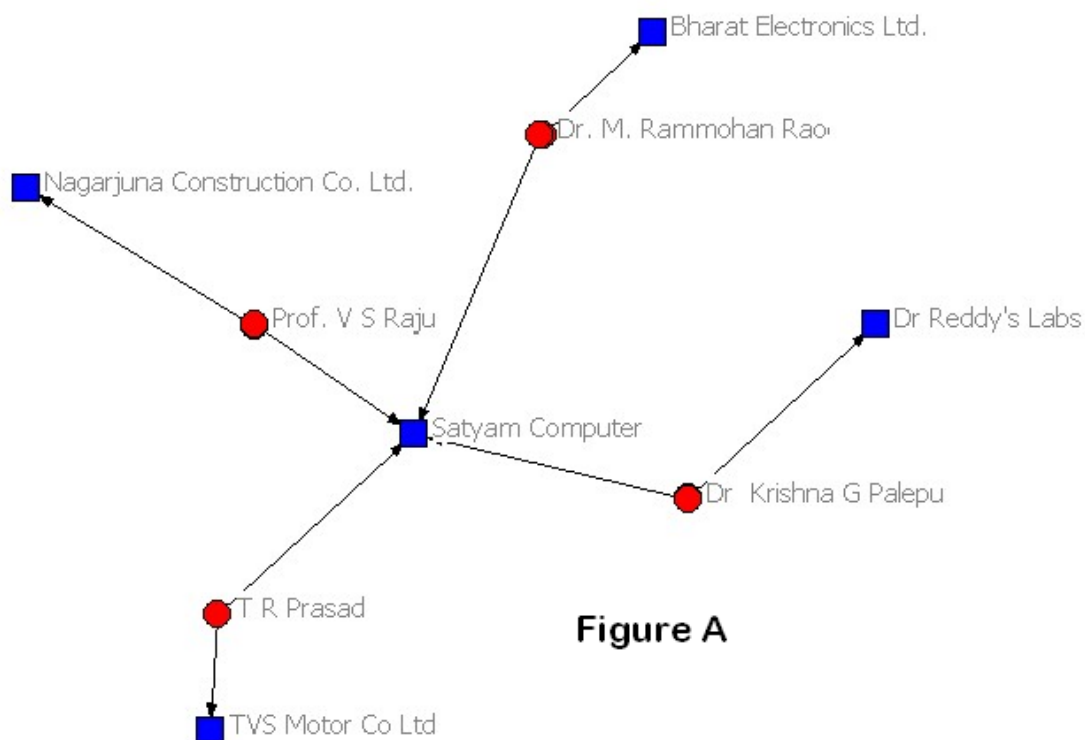 Bharat Electronics Ltd.
Dr. M. Rammohan Rao
Nagarjuna Construction Co. Ltd.
Prof. V S Raju
Dr Reddy's Labs
Satyam Computer
Dr Krishna G Palepu
T R Prasad
Figure A
TVS Motor Co Ltd